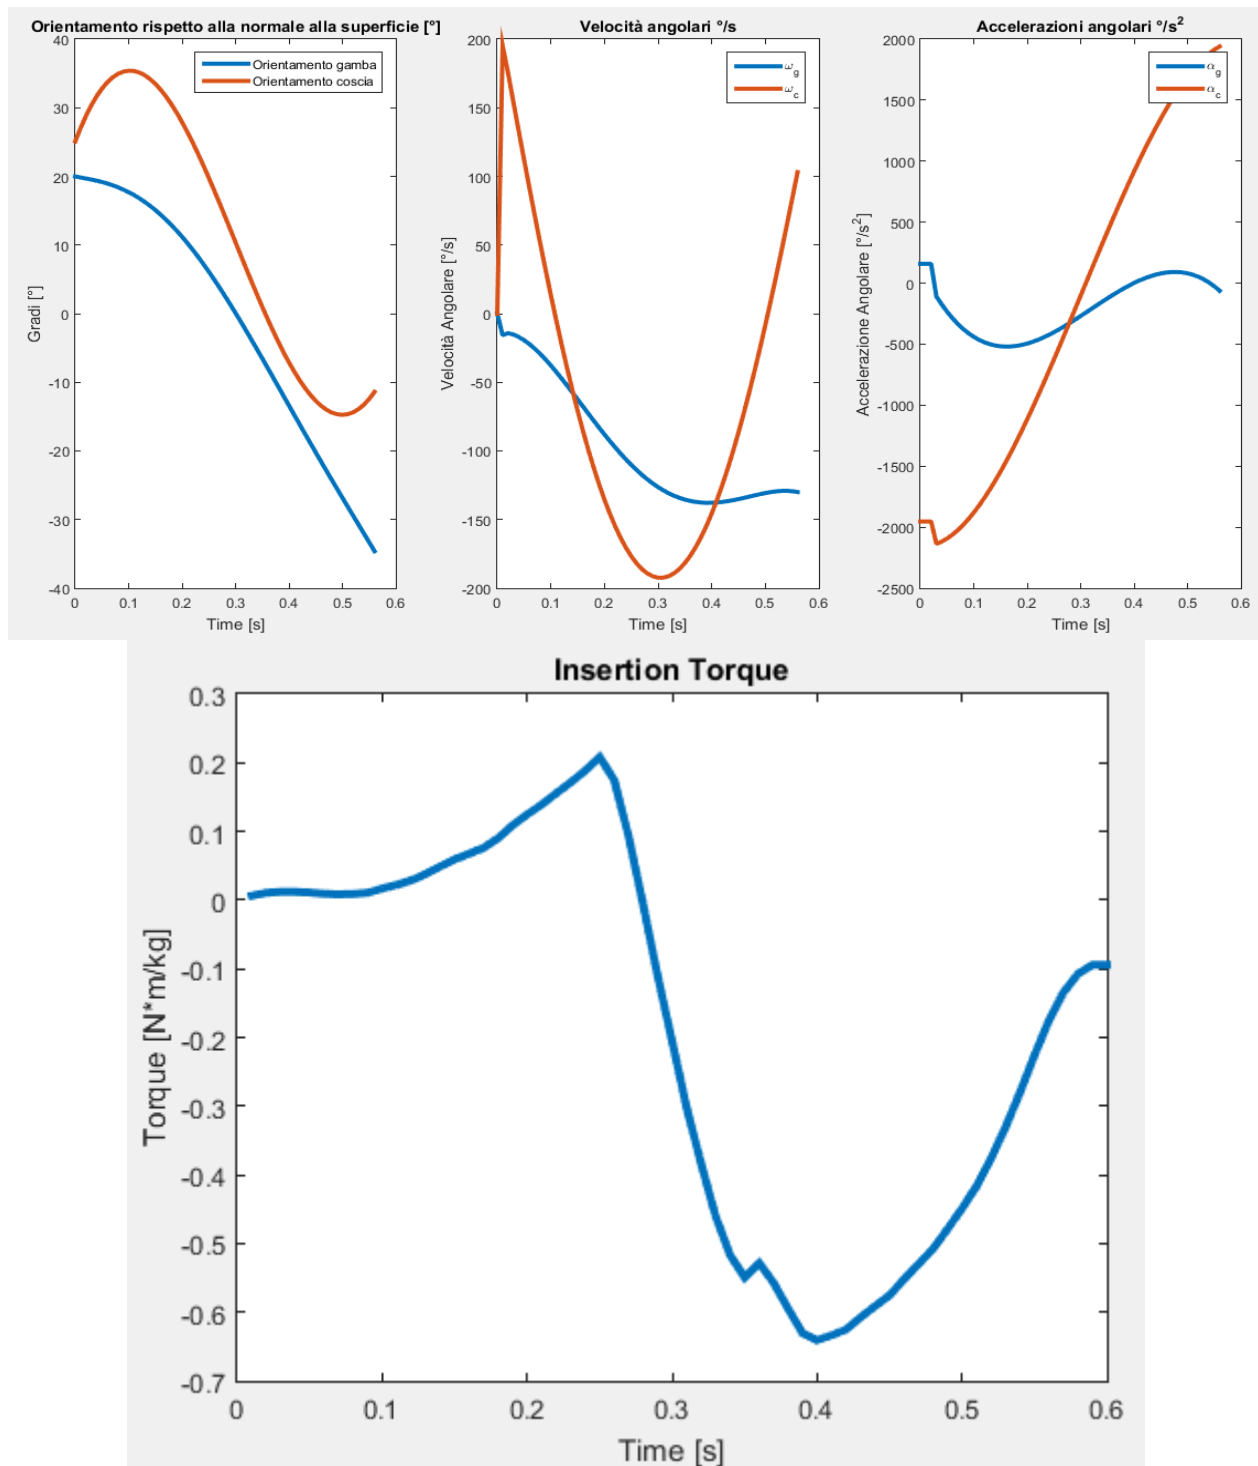 Orientamento rispetto alla normale alla superficie [°]
40
30
20
10
0
-10
-20
-30
-40
Gradi [°]
Orientamento gamba
Orientamento coscia
0 0.1 0.2 0.3 0.4 0.5 0.6
Time [s]
Velocità angolari °/s
200
150
100
50
0
-50
-100
-150
-200
Velocità Angolare [°/s]
ω_g
ω_c
0 0.1 0.2 0.3 0.4 0.5 0.6
Time [s]
Accelerazioni angolari °/s²
2000
1500
1000
500
0
-500
-1000
-1500
-2000
-2500
Accelerazione Angolare [°/s²]
α_g
α_c
0 0.1 0.2 0.3 0.4 0.5 0.6
Time [s]
Insertion Torque
0.3
0.2
0.1
0
-0.1
-0.2
-0.3
-0.4
-0.5
-0.6
-0.7
Torque [N*m/kg]
0 0.1 0.2 0.3 0.4 0.5 0.6
Time [s]